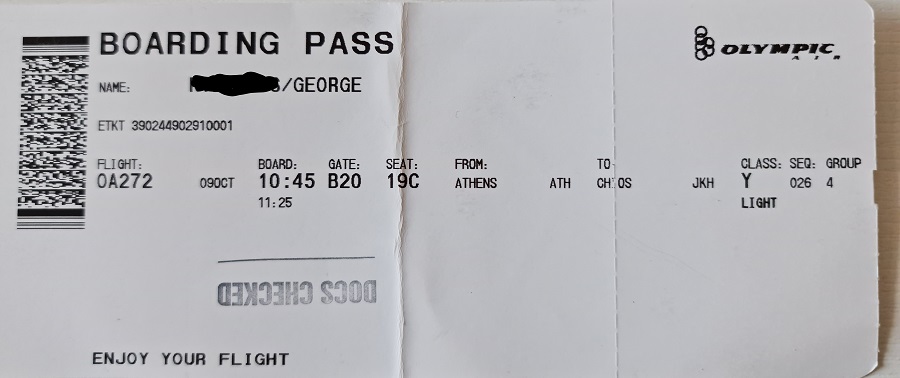 BOARDING PASS
OLYMPIC
AIR
NAME: /GEORGE
ETKT 390244902910001
FLIGHT: BOARD: GATE: SEAT: FROM: TO: CLASS: SEQ: GROUP
OA272 09OCT 10:45 B20 19C ATHENS ATH CHIOS JKH Y 026 4
11:25 LIGHT
DOCS CHECKED
ENJOY YOUR FLIGHT